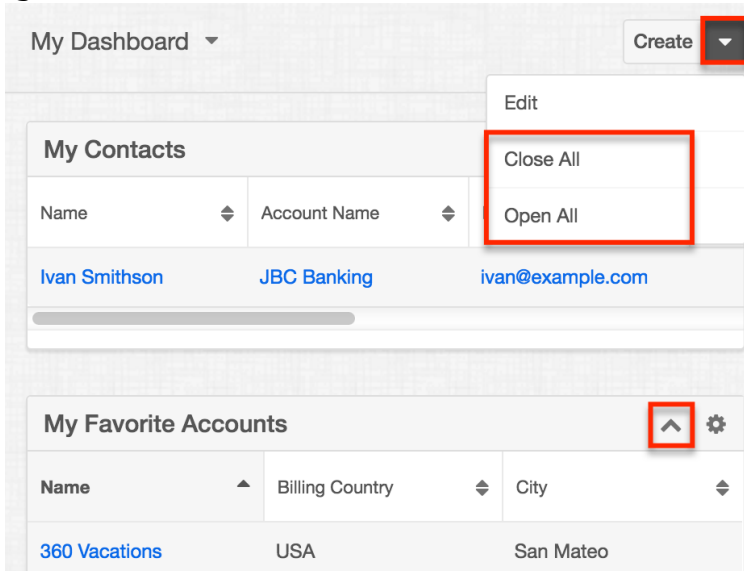 My Dashboard
Create
Edit
My Contacts
Close All
Name
Account Name
Open All
Ivan Smithson
JBC Banking
ivan@example.com
My Favorite Accounts
Name
Billing Country
City
360 Vacations
USA
San Mateo